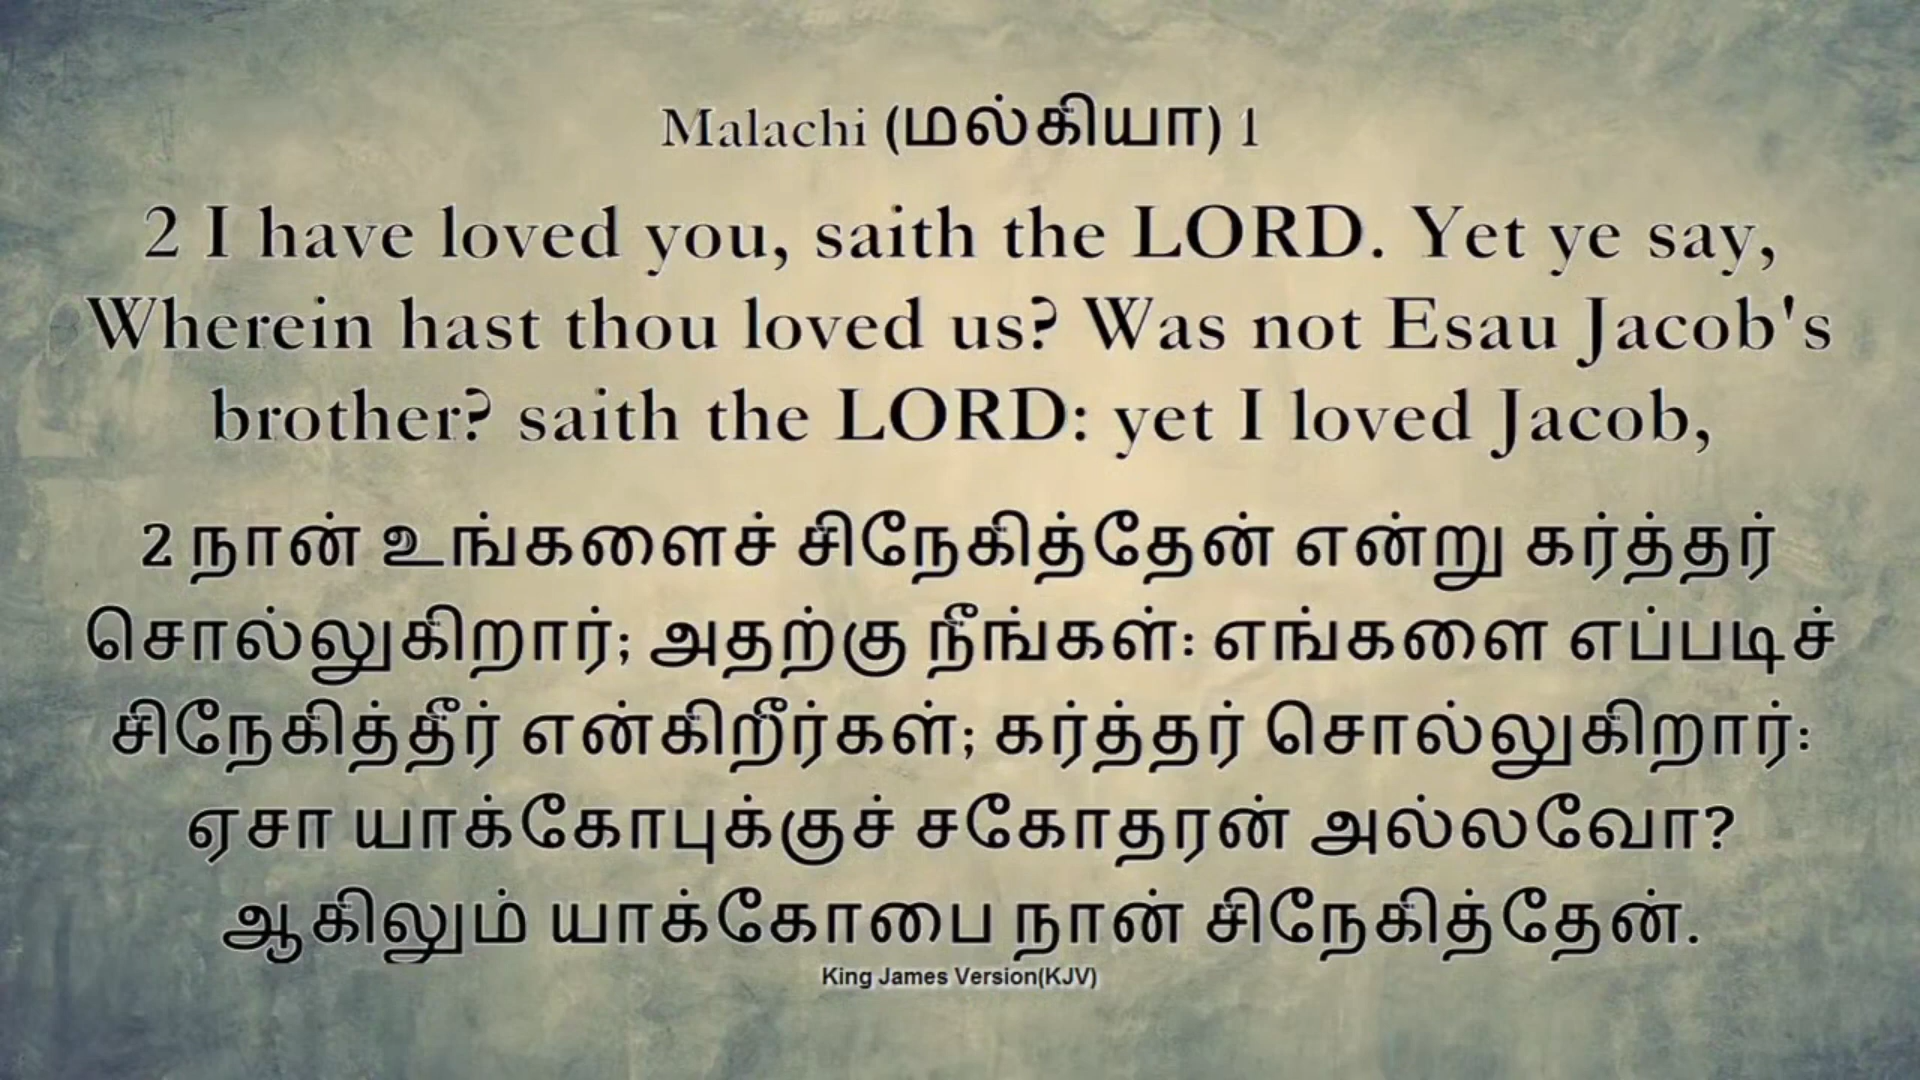 Malachi (மல்கியா) 1
2 I have loved you, saith the LORD. Yet ye say,
Wherein hast thou loved us? Was not Esau Jacob's
brother? saith the LORD: yet I loved Jacob,
2 நான் உங்களைச் சிநேகித்தேன் என்று கர்த்தர்
சொல்லுகிறார்; அதற்கு நீங்கள்: எங்களை எப்படிச்
சிநேகித்தீர் என்கிறீர்கள்; கர்த்தர் சொல்லுகிறார்:
ஏசா யாக்கோபுக்குச் சகோதரன் அல்லவோ?
ஆகிலும் யாக்கோபை நான் சிநேகித்தேன்.
King James Version(KJV)